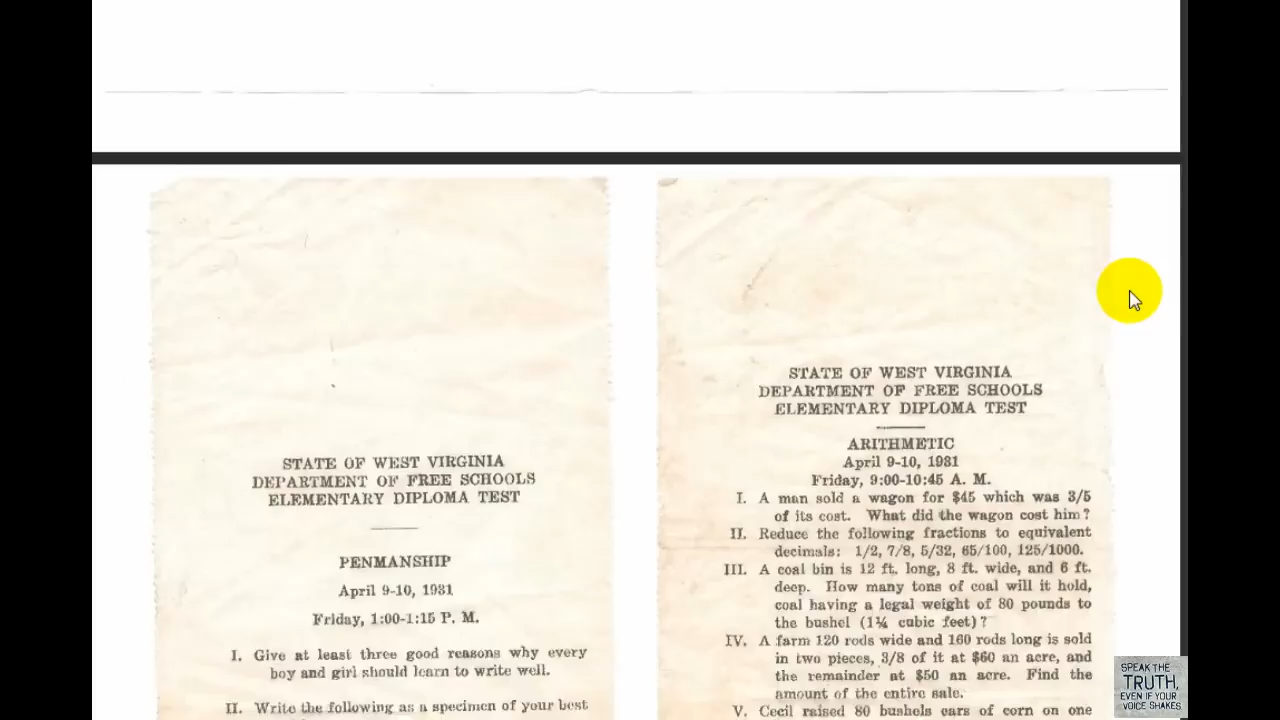 STATE OF WEST VIRGINIA
DEPARTMENT OF FREE SCHOOLS
ELEMENTARY DIPLOMA TEST
PENMANSHIP
April 9-10, 1931
Friday, 1:00-1:15 P. M.
I. Give at least three good reasons why every
boy and girl should learn to write well.
II. Write the following as a specimen of your best
STATE OF WEST VIRGINIA
DEPARTMENT OF FREE SCHOOLS
ELEMENTARY DIPLOMA TEST
ARITHMETIC
April 9-10, 1931
Friday, 9:00-10:45 A. M.
I. A man sold a wagon for $45 which was 3/5
of its cost. What did the wagon cost him?
II. Reduce the following fractions to equivalent
decimals: 1/2, 7/8, 5/32, 65/100, 125/1000.
III. A coal bin is 12 ft. long, 8 ft. wide, and 6 ft.
deep. How many tons of coal will it hold,
coal having a legal weight of 80 pounds to
the bushel (1¼ cubic feet)?
IV. A farm 120 rods wide and 160 rods long is sold
in two pieces, 3/8 of it at $60 an acre, and
the remainder at $50 an acre. Find the
amount of the entire sale.
V. Cecil raised 80 bushels ears of corn on one
SPEAK THE
TRUTH,
EVEN IF YOUR
VOICE SHAKES